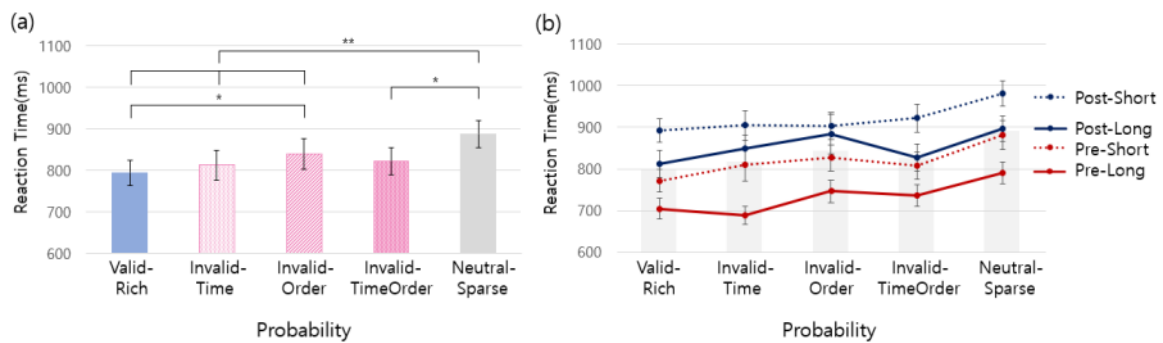 (a)
1100
1000
900
800
700
600
Reaction Time(ms)
**
*
*
Valid-
Rich
Invalid-
Time
Invalid-
Order
Invalid-
TimeOrder
Neutral-
Sparse
Probability
(b)
1100
1000
900
800
700
600
Reaction Time(ms)
Post-Short
Post-Long
Pre-Short
Pre-Long
Valid-
Rich
Invalid-
Time
Invalid-
Order
Invalid-
TimeOrder
Neutral-
Sparse
Probability